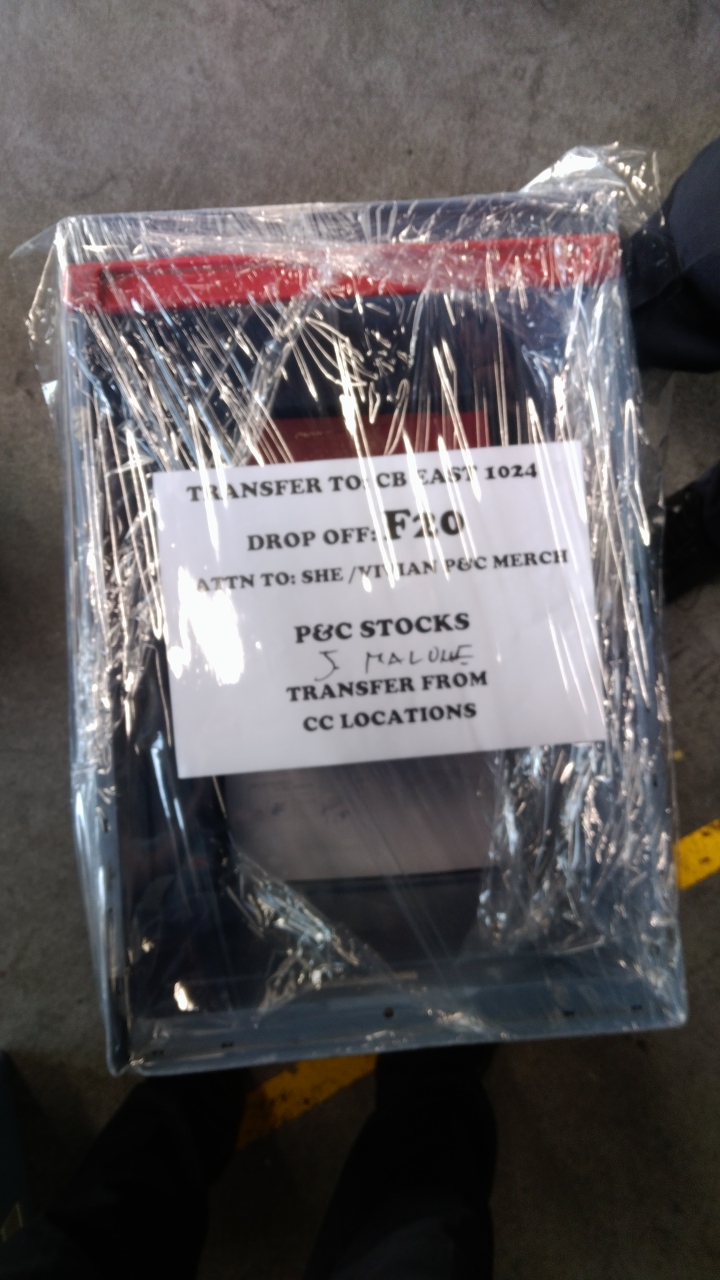 TRANSFER TO: CB EAST 1024
DROP OFF: F20
ATTN TO: SHE /VIVIAN P&C MERCH
P&C STOCKS
J MALONE
TRANSFER FROM
CC LOCATIONS